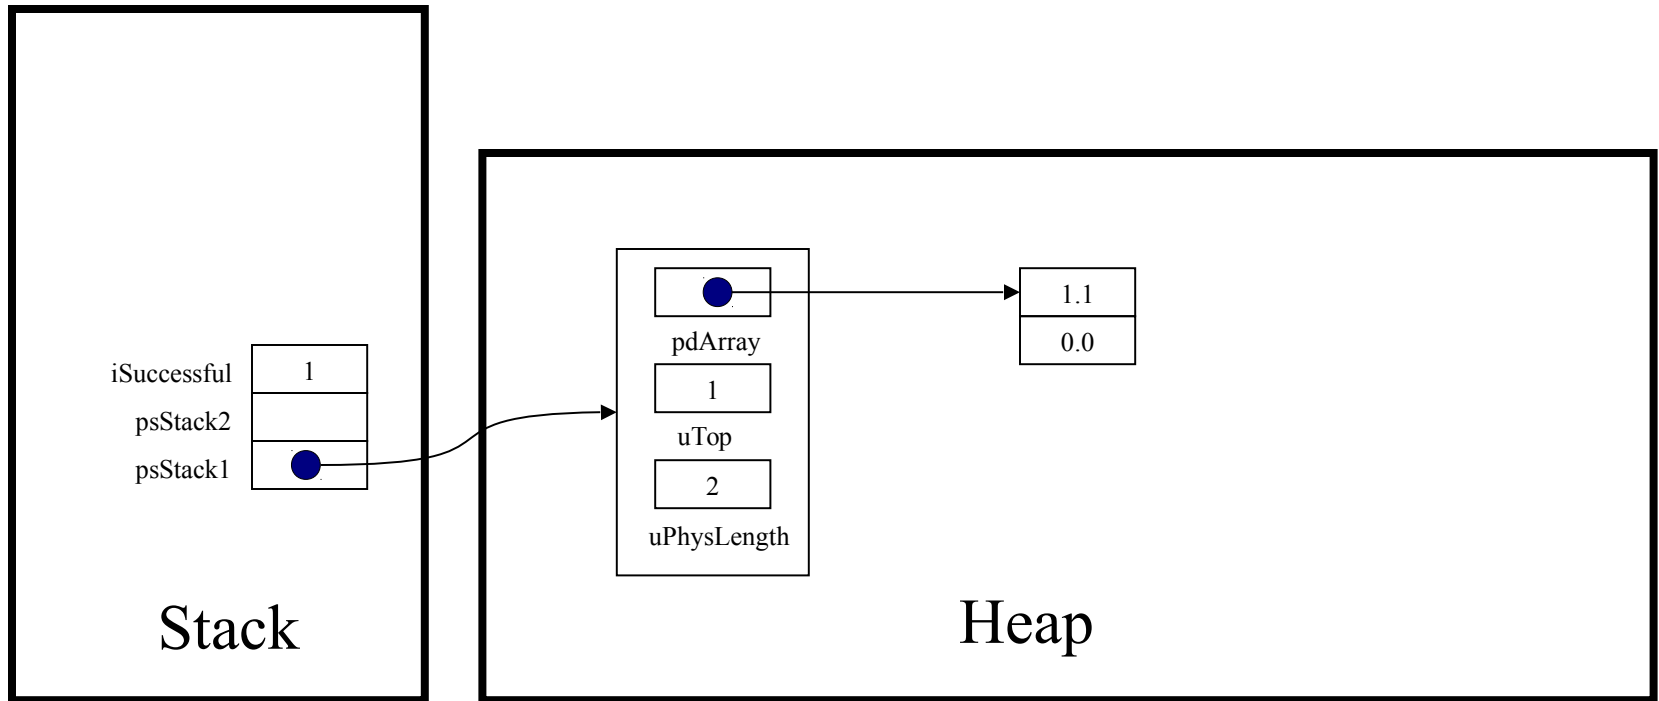 1.1
pdArray
0.0
iSuccessful 1
1
psStack2
uTop
psStack1
2
uPhysLength
Stack
Heap